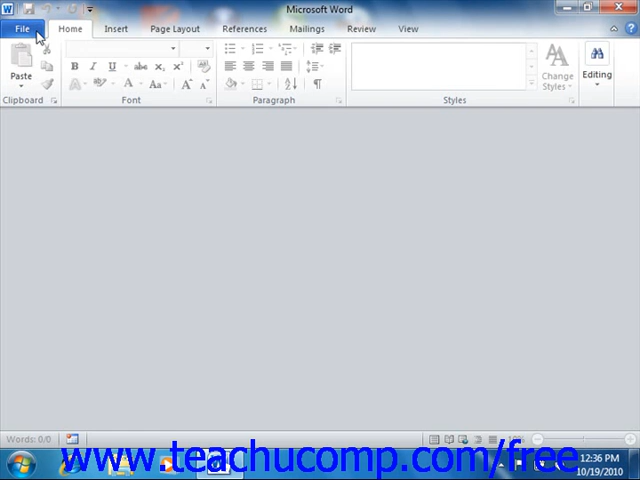 Microsoft Word
File Home Insert Page Layout References Mailings Review View
Paste
Change Styles
Editing
Clipboard Font Paragraph Styles
Words: 0/0
12:36 PM
10/19/2010
www.teachucomp.com/free